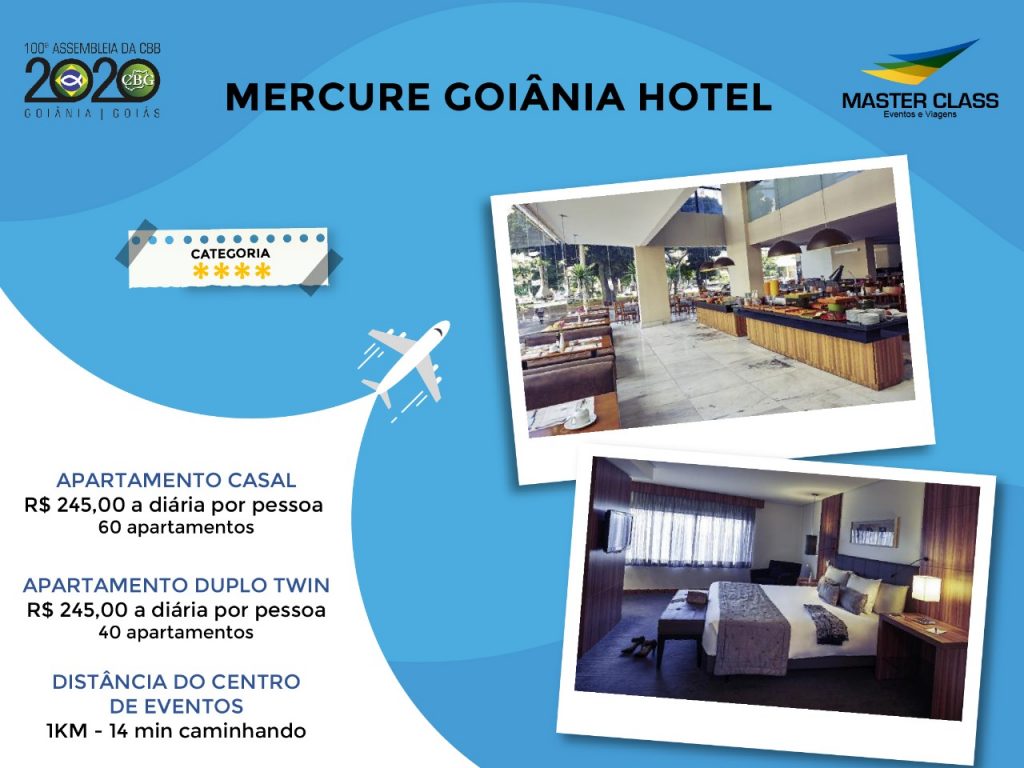 100ª ASSEMBLEIA DA CBB
2020
CBG
GOIÂNIA | GOIÁS
MERCURE GOIÂNIA HOTEL
MASTER CLASS
Eventos e Viagens
CATEGORIA
****
APARTAMENTO CASAL
R$ 245,00 a diária por pessoa
60 apartamentos
APARTAMENTO DUPLO TWIN
R$ 245,00 a diária por pessoa
40 apartamentos
DISTÂNCIA DO CENTRO
DE EVENTOS
1KM - 14 min caminhando